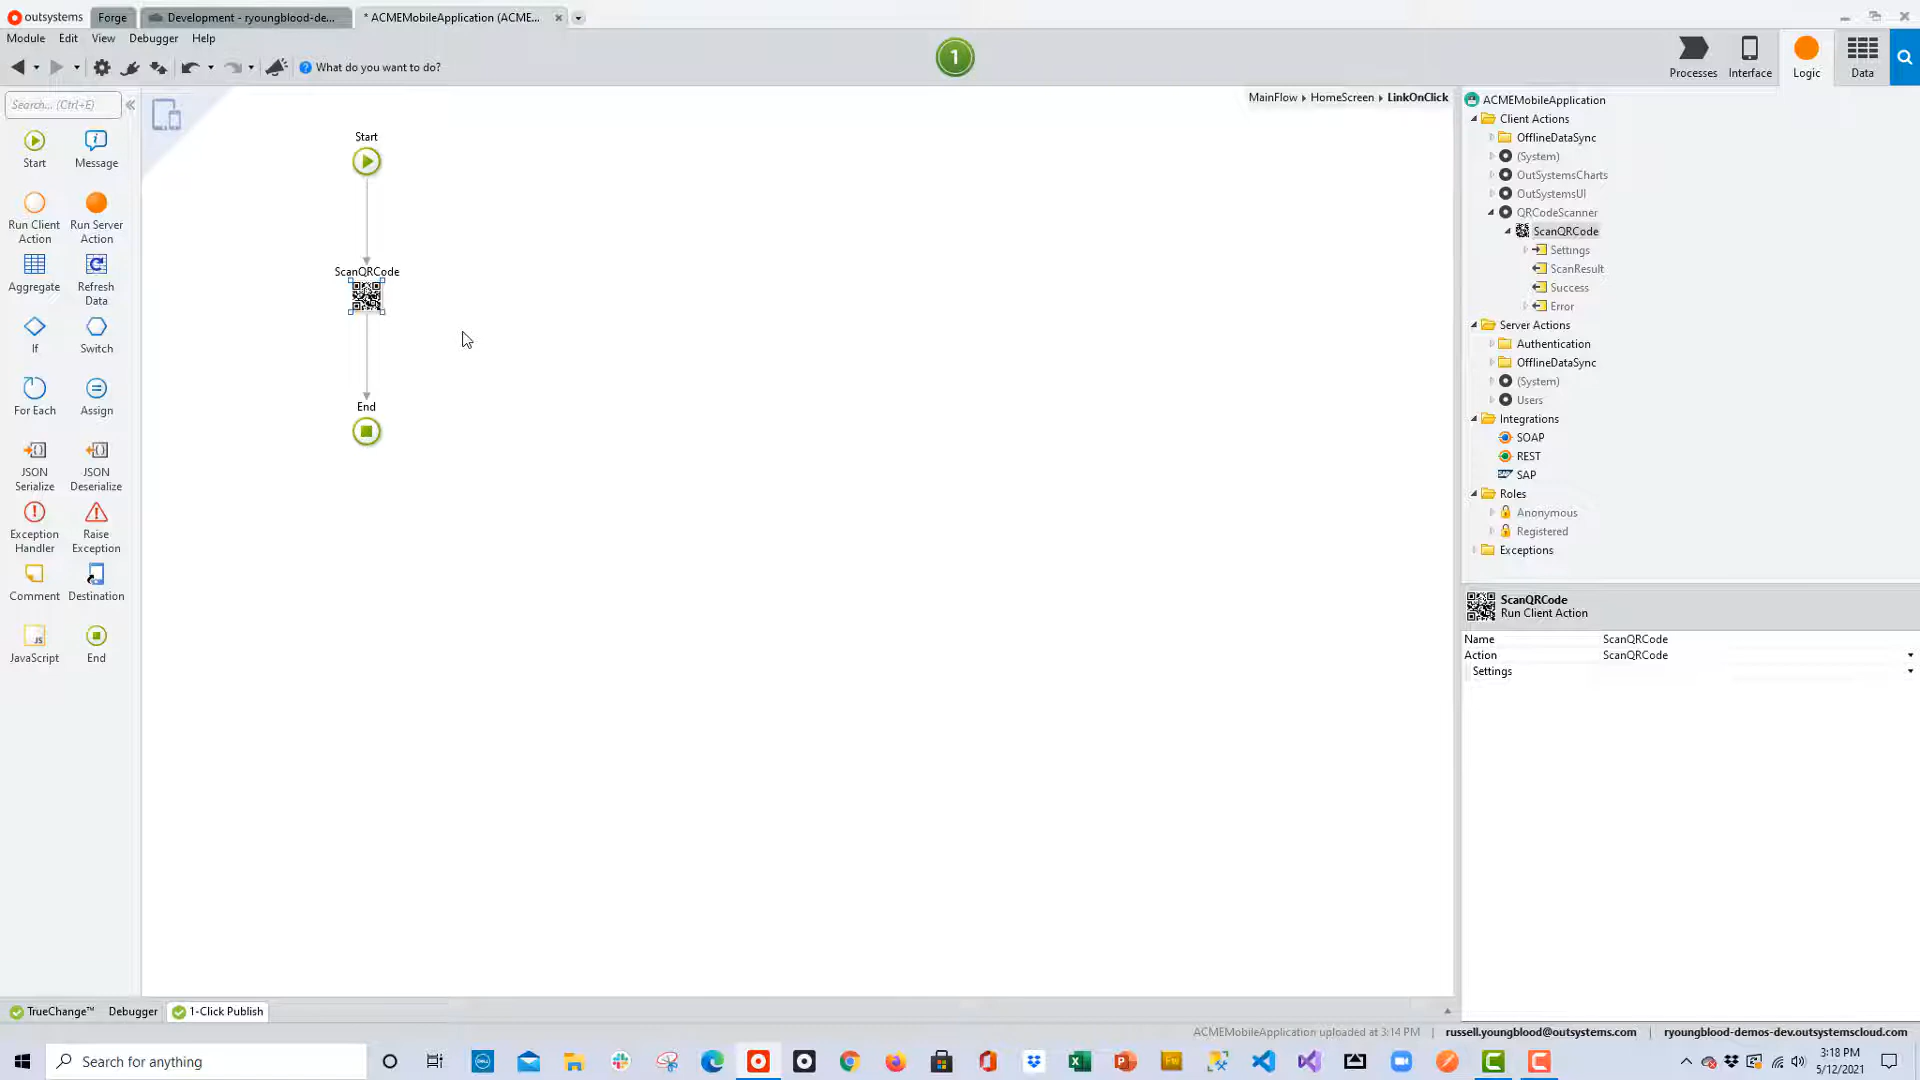 outsystems
Forge
Development - ryoungblood-de...
* ACMEMobileApplication (ACME...
Module Edit View Debugger Help
What do you want to do?
1
Processes Interface Logic Data
Search... (Ctrl+E)
MainFlow HomeScreen LinkOnClick
Start Message
Run Client Action
Run Server Action
Aggregate
Refresh Data
If Switch
For Each Assign
JSON Serialize
JSON Deserialize
Exception Handler
Raise Exception
Comment Destination
JS
JavaScript End
Start
ScanQRCode
End
ACMEMobileApplication
Client Actions
OfflineDataSync
(System)
OutSystemsCharts
OutSystemsUI
QRCodeScanner
ScanQRCode
Settings
ScanResult
Success
Error
Server Actions
Authentication
OfflineDataSync
(System)
Users
Integrations
SOAP
REST
SAP
Roles
Anonymous
Registered
Exceptions
ScanQRCode
Run Client Action
Name ScanQRCode
Action ScanQRCode
Settings
TrueChange™ Debugger 1-Click Publish
ACMEMobileApplication uploaded at 3:14 PM russell.youngblood@outsystems.com ryoungblood-demos-dev.outsystemscloud.com
Search for anything
3:18 PM
5/12/2021